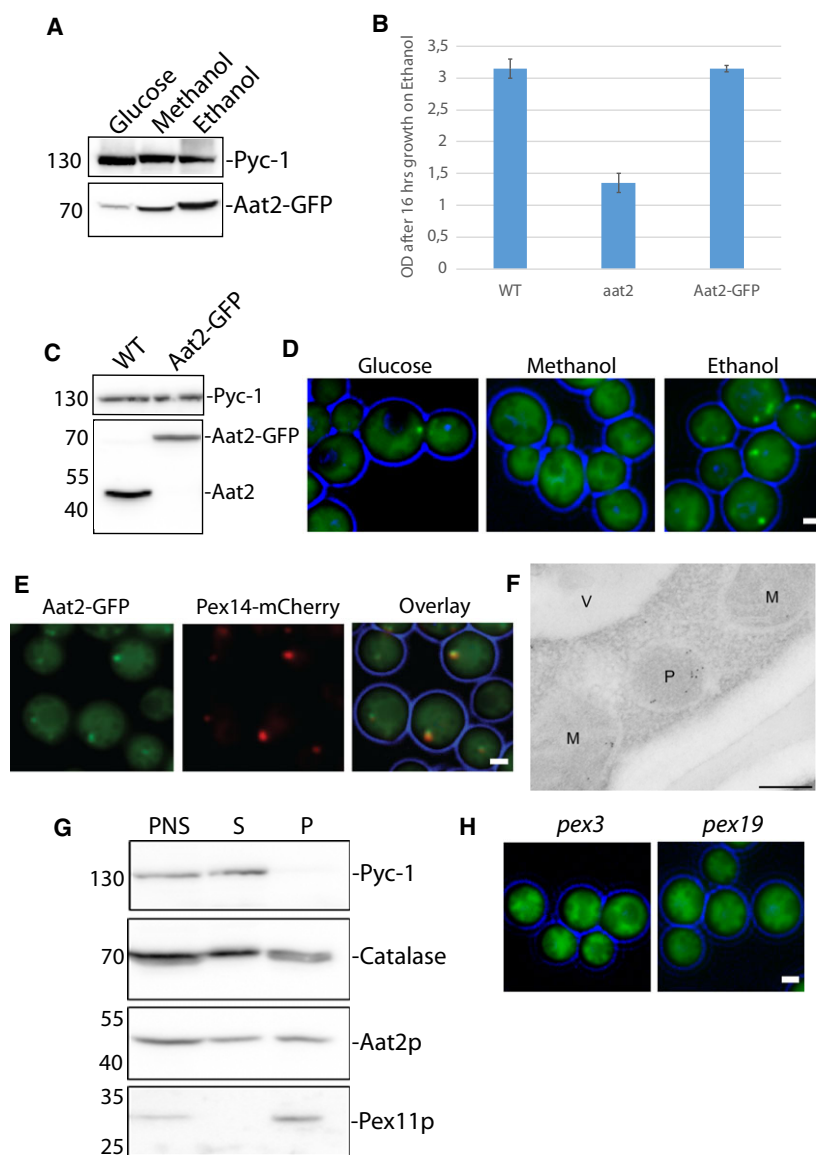 A
Glucose
Methanol
Ethanol
130
-Pyc-1
70
-Aat2-GFP
B
OD after 16 hrs growth on Ethanol
3,5
3
2,5
2
1,5
1
0,5
0
WT
aat2
Aat2-GFP
C
WT
Aat2-GFP
130
-Pyc-1
70
-Aat2-GFP
55
-Aat2
40
D
Glucose
Methanol
Ethanol
E
Aat2-GFP
Pex14-mCherry
Overlay
F
V
M
P
M
G
PNS
S
P
130
-Pyc-1
70
-Catalase
55
-Aat2p
40
35
-Pex11p
25
H
pex3
pex19